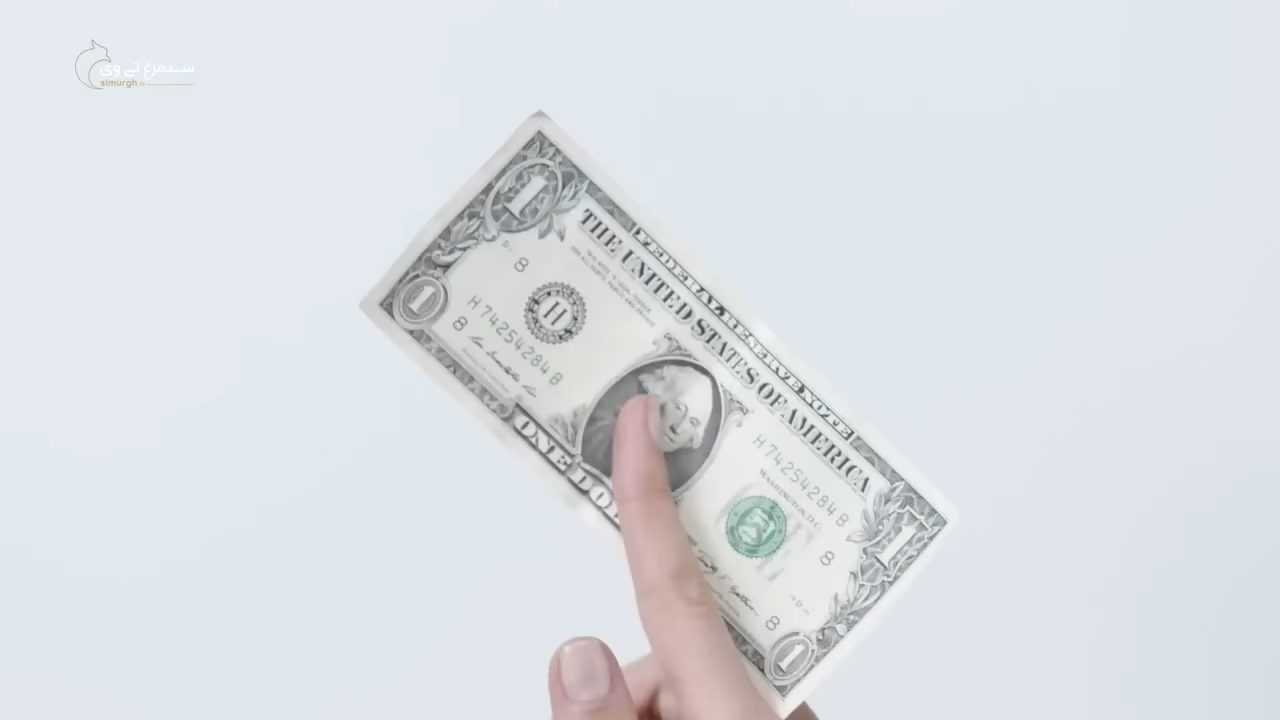 سیمرغ تی وی
simurgh tv
FEDERAL RESERVE NOTE
THE UNITED STATES OF AMERICA
1
1
8
H
H 74254284 B
8
H 74254284 B
WASHINGTON, D.C.
8
8
1
1
ONE DO